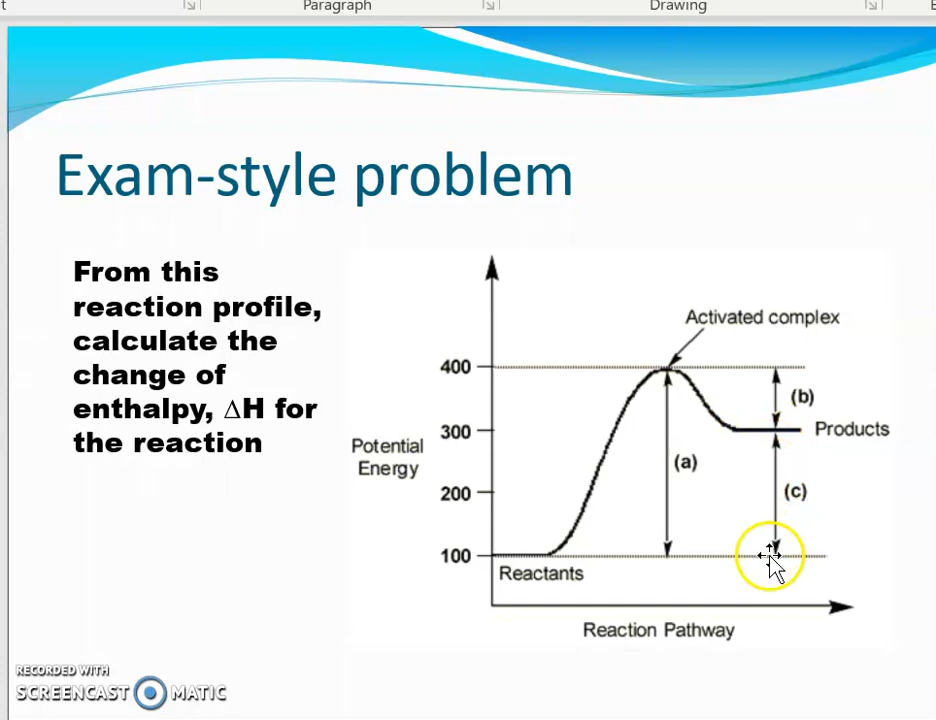 Paragraph
Drawing
Exam-style problem
From this
reaction profile,
calculate the
change of
enthalpy, ∆H for
the reaction
Activated complex
400
(b)
300
Products
Potential
Energy
(a)
200
(c)
100
Reactants
Reaction Pathway
RECORDED WITH
SCREENCAST MATIC